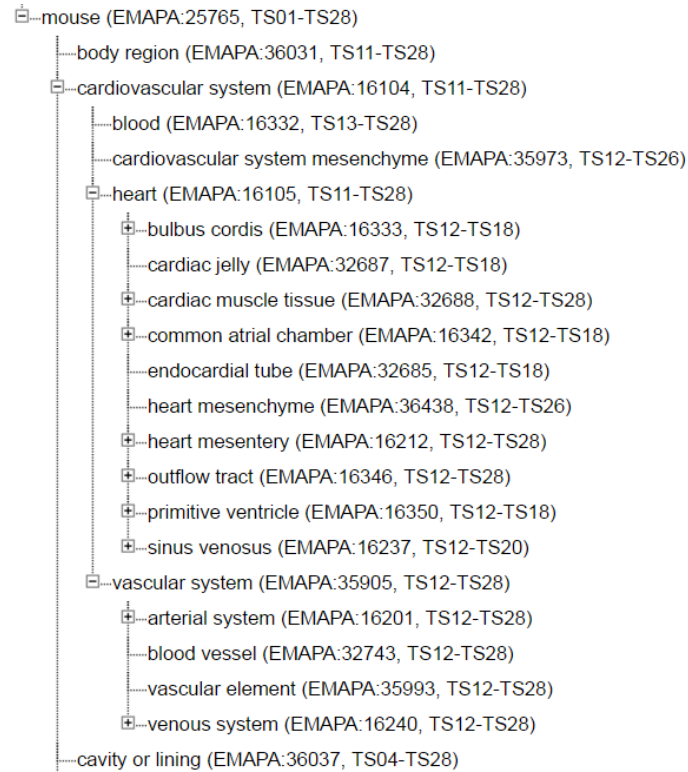 mouse (EMAPA:25765, TS01-TS28)
body region (EMAPA:36031, TS11-TS28)
cardiovascular system (EMAPA:16104, TS11-TS28)
blood (EMAPA:16332, TS13-TS28)
cardiovascular system mesenchyme (EMAPA:35973, TS12-TS26)
heart (EMAPA:16105, TS11-TS28)
bulbus cordis (EMAPA:16333, TS12-TS18)
cardiac jelly (EMAPA:32687, TS12-TS18)
cardiac muscle tissue (EMAPA:32688, TS12-TS28)
common atrial chamber (EMAPA:16342, TS12-TS18)
endocardial tube (EMAPA:32685, TS12-TS18)
heart mesenchyme (EMAPA:36438, TS12-TS26)
heart mesentery (EMAPA:16212, TS12-TS28)
outflow tract (EMAPA:16346, TS12-TS28)
primitive ventricle (EMAPA:16350, TS12-TS18)
sinus venosus (EMAPA:16237, TS12-TS20)
vascular system (EMAPA:35905, TS12-TS28)
arterial system (EMAPA:16201, TS12-TS28)
blood vessel (EMAPA:32743, TS12-TS28)
vascular element (EMAPA:35993, TS12-TS28)
venous system (EMAPA:16240, TS12-TS28)
cavity or lining (EMAPA:36037, TS04-TS28)